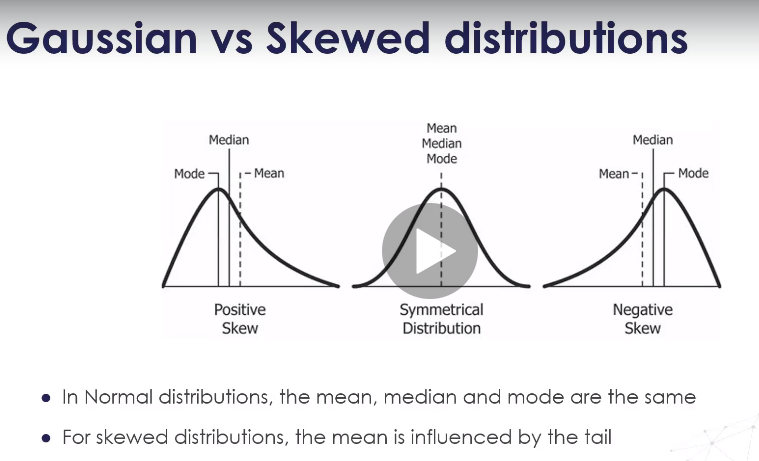 Gaussian vs Skewed distributions
Median
Mode
Mean
Positive
Skew
Mean
Median
Mode
Symmetrical
Distribution
Median
Mean
Mode
Negative
Skew
• In Normal distributions, the mean, median and mode are the same
• For skewed distributions, the mean is influenced by the tail